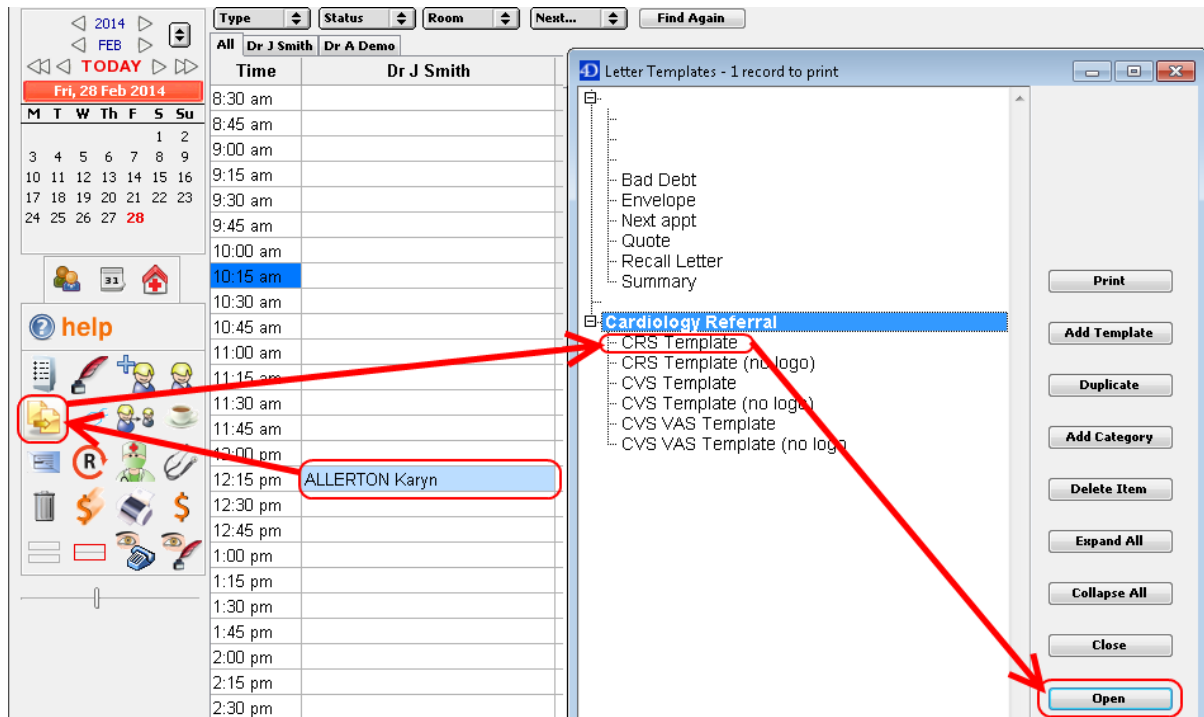 2014
FEB
TODAY
Fri, 28 Feb 2014
M T W Th F S Su
1 2
3 4 5 6 7 8 9
10 11 12 13 14 15 16
17 18 19 20 21 22 23
24 25 26 27 28
31
help
R
$ $
Type Status Room Next... Find Again
All Dr J Smith Dr A Demo
Time Dr J Smith
8:30 am
8:45 am
9:00 am
9:15 am
9:30 am
9:45 am
10:00 am
10:15 am
10:30 am
10:45 am
11:00 am
11:15 am
11:30 am
11:45 am
12:00 pm
12:15 pm ALLERTON Karyn
12:30 pm
12:45 pm
1:00 pm
1:15 pm
1:30 pm
1:45 pm
2:00 pm
2:15 pm
2:30 pm
4D Letter Templates - 1 record to print
Bad Debt
Envelope
Next appt
Quote
Recall Letter
Summary
Cardiology Referral
CRS Template
CRS Template (no logo)
CVS Template
CVS Template (no logo)
CVS VAS Template
CVS VAS Template (no logo
Print
Add Template
Duplicate
Add Category
Delete Item
Expand All
Collapse All
Close
Open